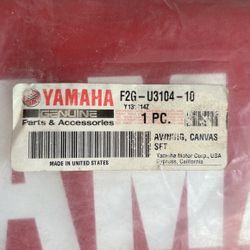 YAMAHA F2G-U3104-10
GENUINE
Parts & Accessories 1 PC.
AWNING, CANVAS
SFT
MADE IN UNITED STATES
Yamaha Motor Corp., USA
Cypress, California